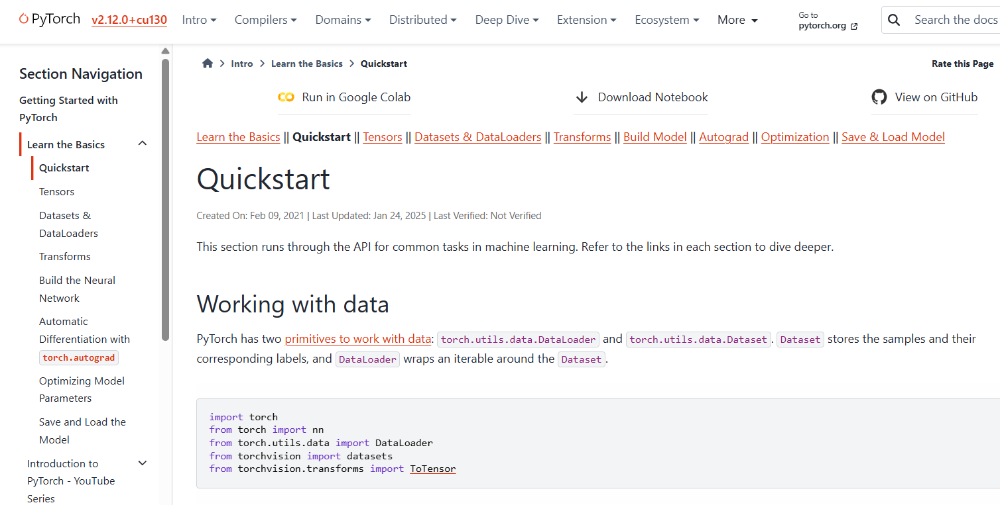 PyTorch v2.12.0+cu130 Intro Compilers Domains Distributed Deep Dive Extension Ecosystem More Go to pytorch.org Search the docs
Section Navigation
Getting Started with
PyTorch
Learn the Basics
Quickstart
Tensors
Datasets &
DataLoaders
Transforms
Build the Neural
Network
Automatic
Differentiation with
torch.autograd
Optimizing Model
Parameters
Save and Load the
Model
Introduction to
PyTorch - YouTube
Series
Intro > Learn the Basics > Quickstart Rate this Page
Run in Google Colab Download Notebook View on GitHub
Learn the Basics || Quickstart || Tensors || Datasets & DataLoaders || Transforms || Build Model || Autograd || Optimization || Save & Load Model
Quickstart
Created On: Feb 09, 2021 | Last Updated: Jan 24, 2025 | Last Verified: Not Verified
This section runs through the API for common tasks in machine learning. Refer to the links in each section to dive deeper.
Working with data
PyTorch has two primitives to work with data: torch.utils.data.DataLoader and torch.utils.data.Dataset. Dataset stores the samples and their
corresponding labels, and DataLoader wraps an iterable around the Dataset.
import torch
from torch import nn
from torch.utils.data import DataLoader
from torchvision import datasets
from torchvision.transforms import ToTensor